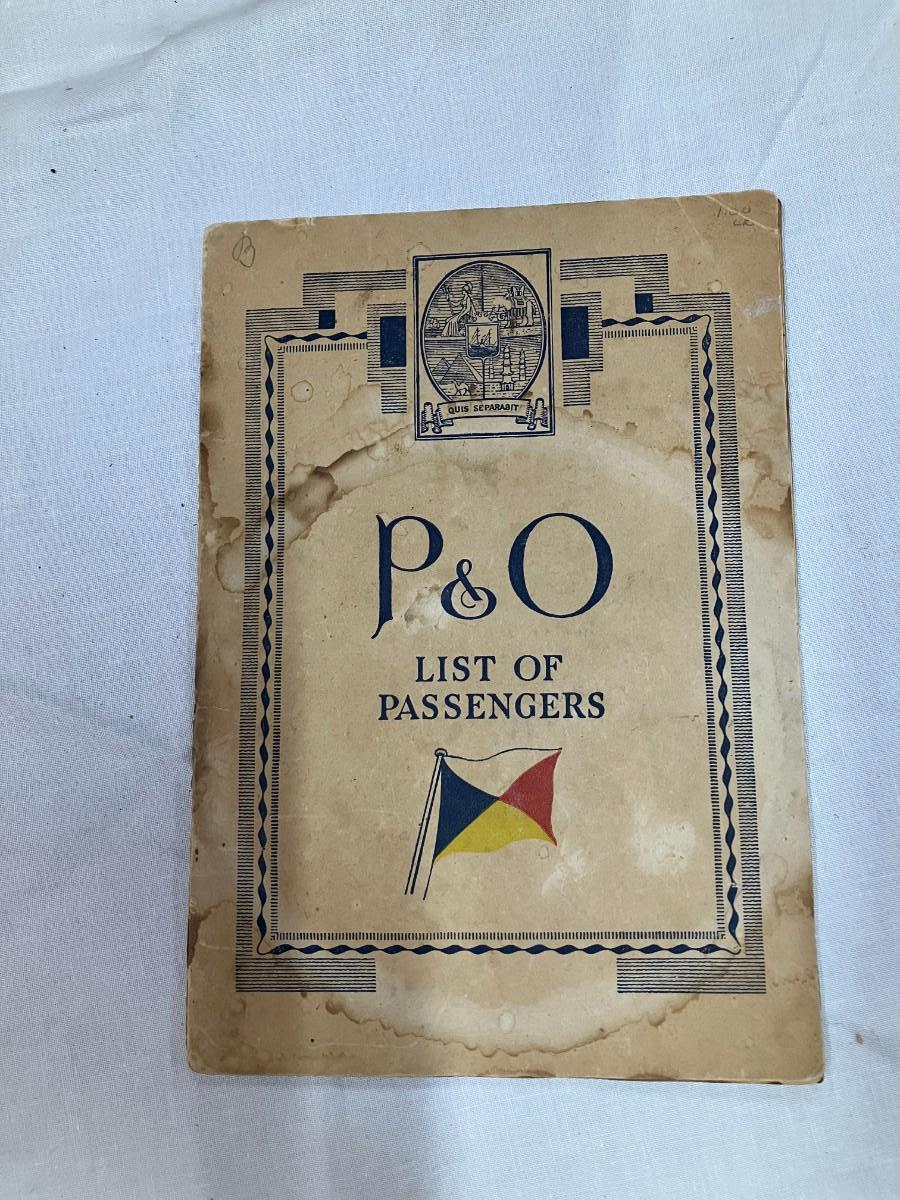 B
QUIS SEPARABIT
P&O
LIST OF
PASSENGERS